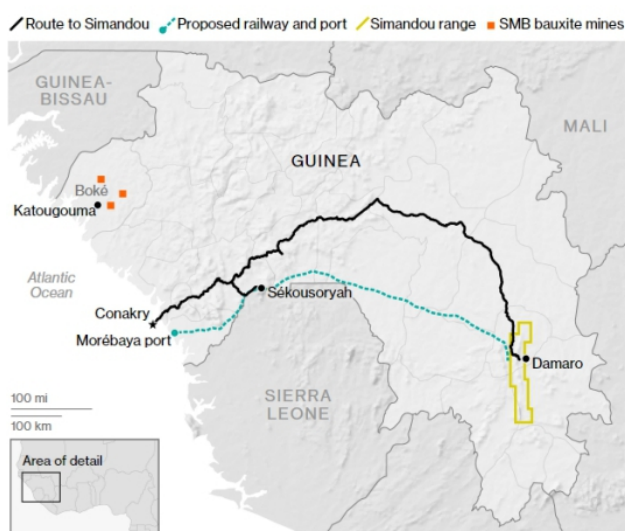 Route to Simandou Proposed railway and port Simandou range SMB bauxite mines
GUINEA-
BISSAU
MALI
GUINEA
Boké
Katougouma
Atlantic
Ocean
Sékousoryah
Conakry
Morébaya port
Damaro
SIERRA
LEONE
100 mi
100 km
Area of detail